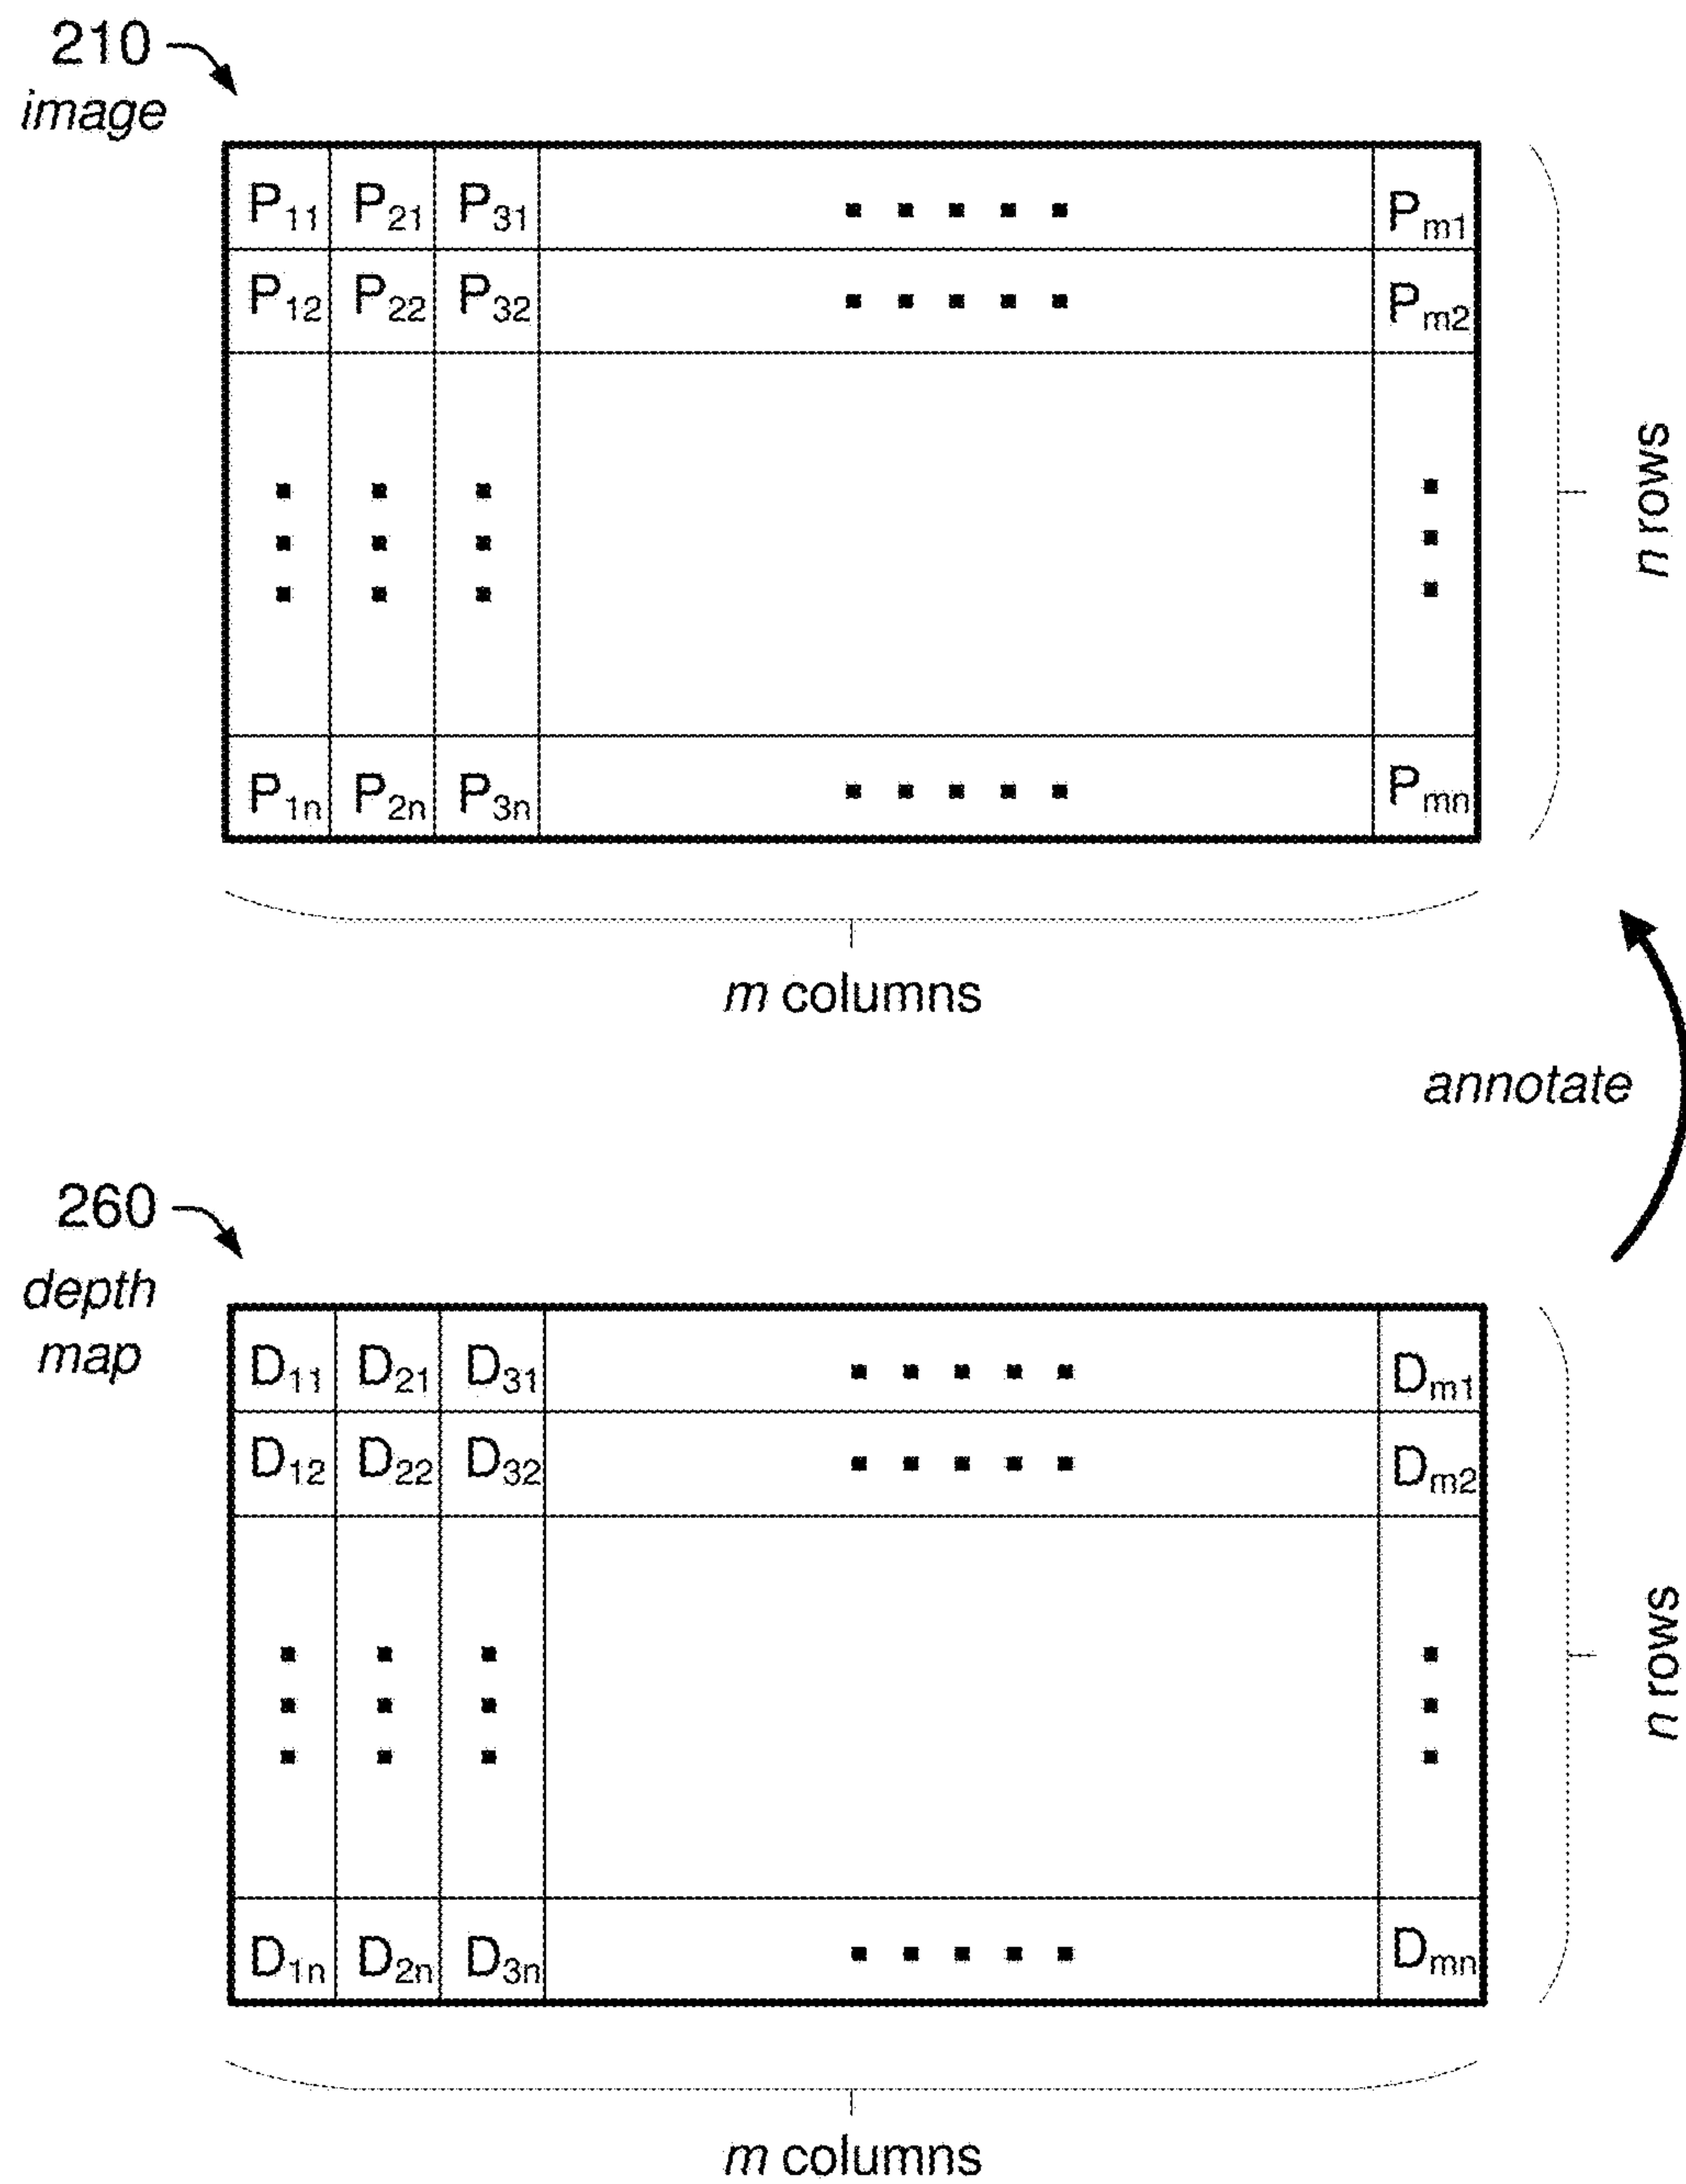 210
image
P11 P21 P31 Pm1
P12 P22 P32 Pm2
P1n P2n P3n Pmn
n rows
m columns
annotate
260
depth
map
D11 D21 D31 Dm1
D12 D22 D32 Dm2
D1n D2n D3n Dmn
n rows
m columns